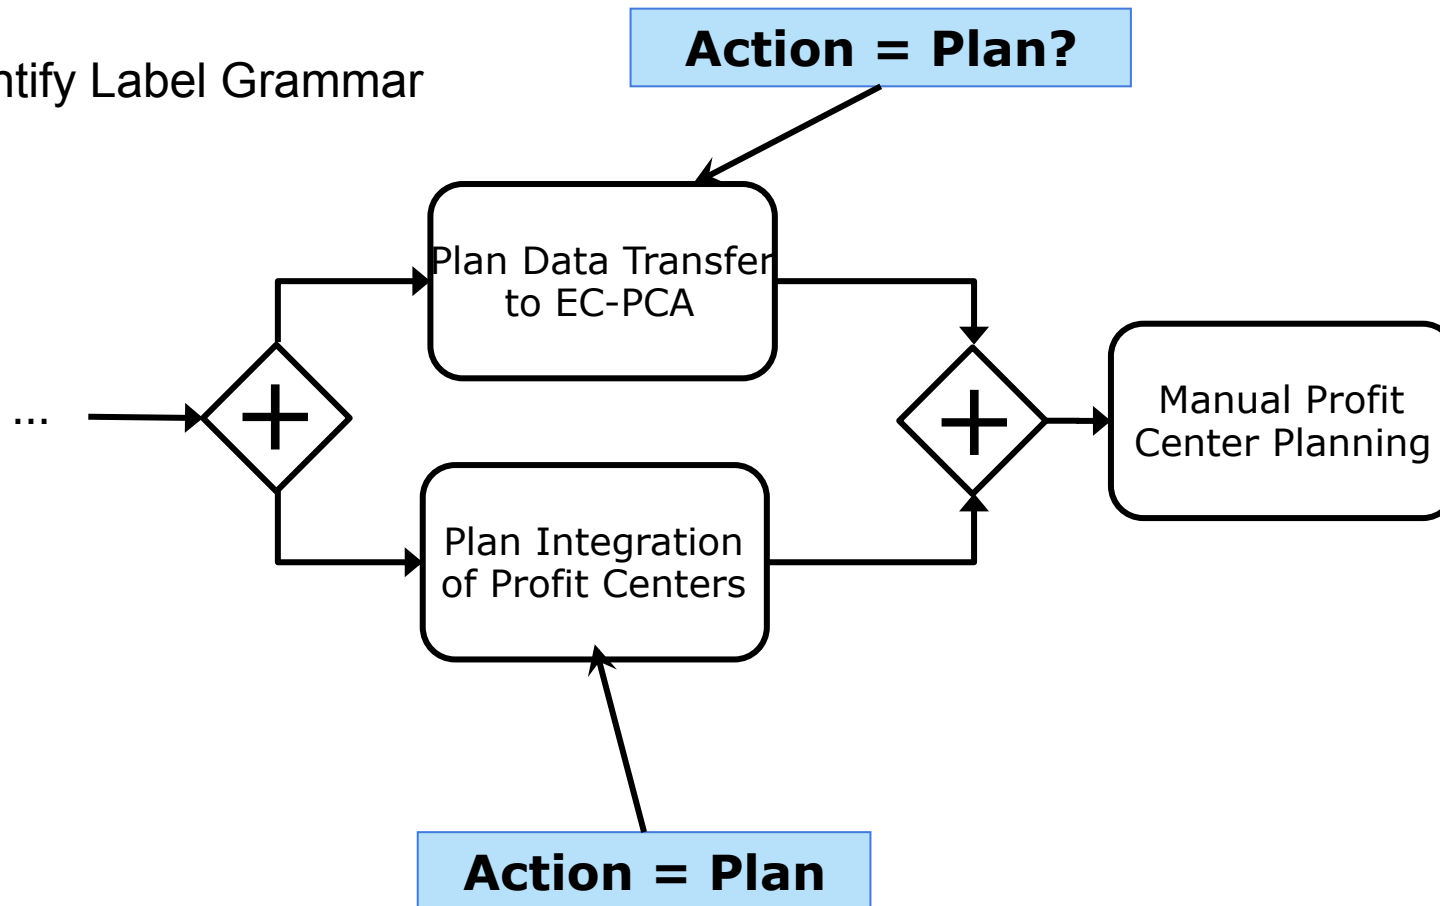 Action = Plan?
ntify Label Grammar
Plan Data Transfer
to EC-PCA
...
Manual Profit
Center Planning
Plan Integration
of Profit Centers
Action = Plan